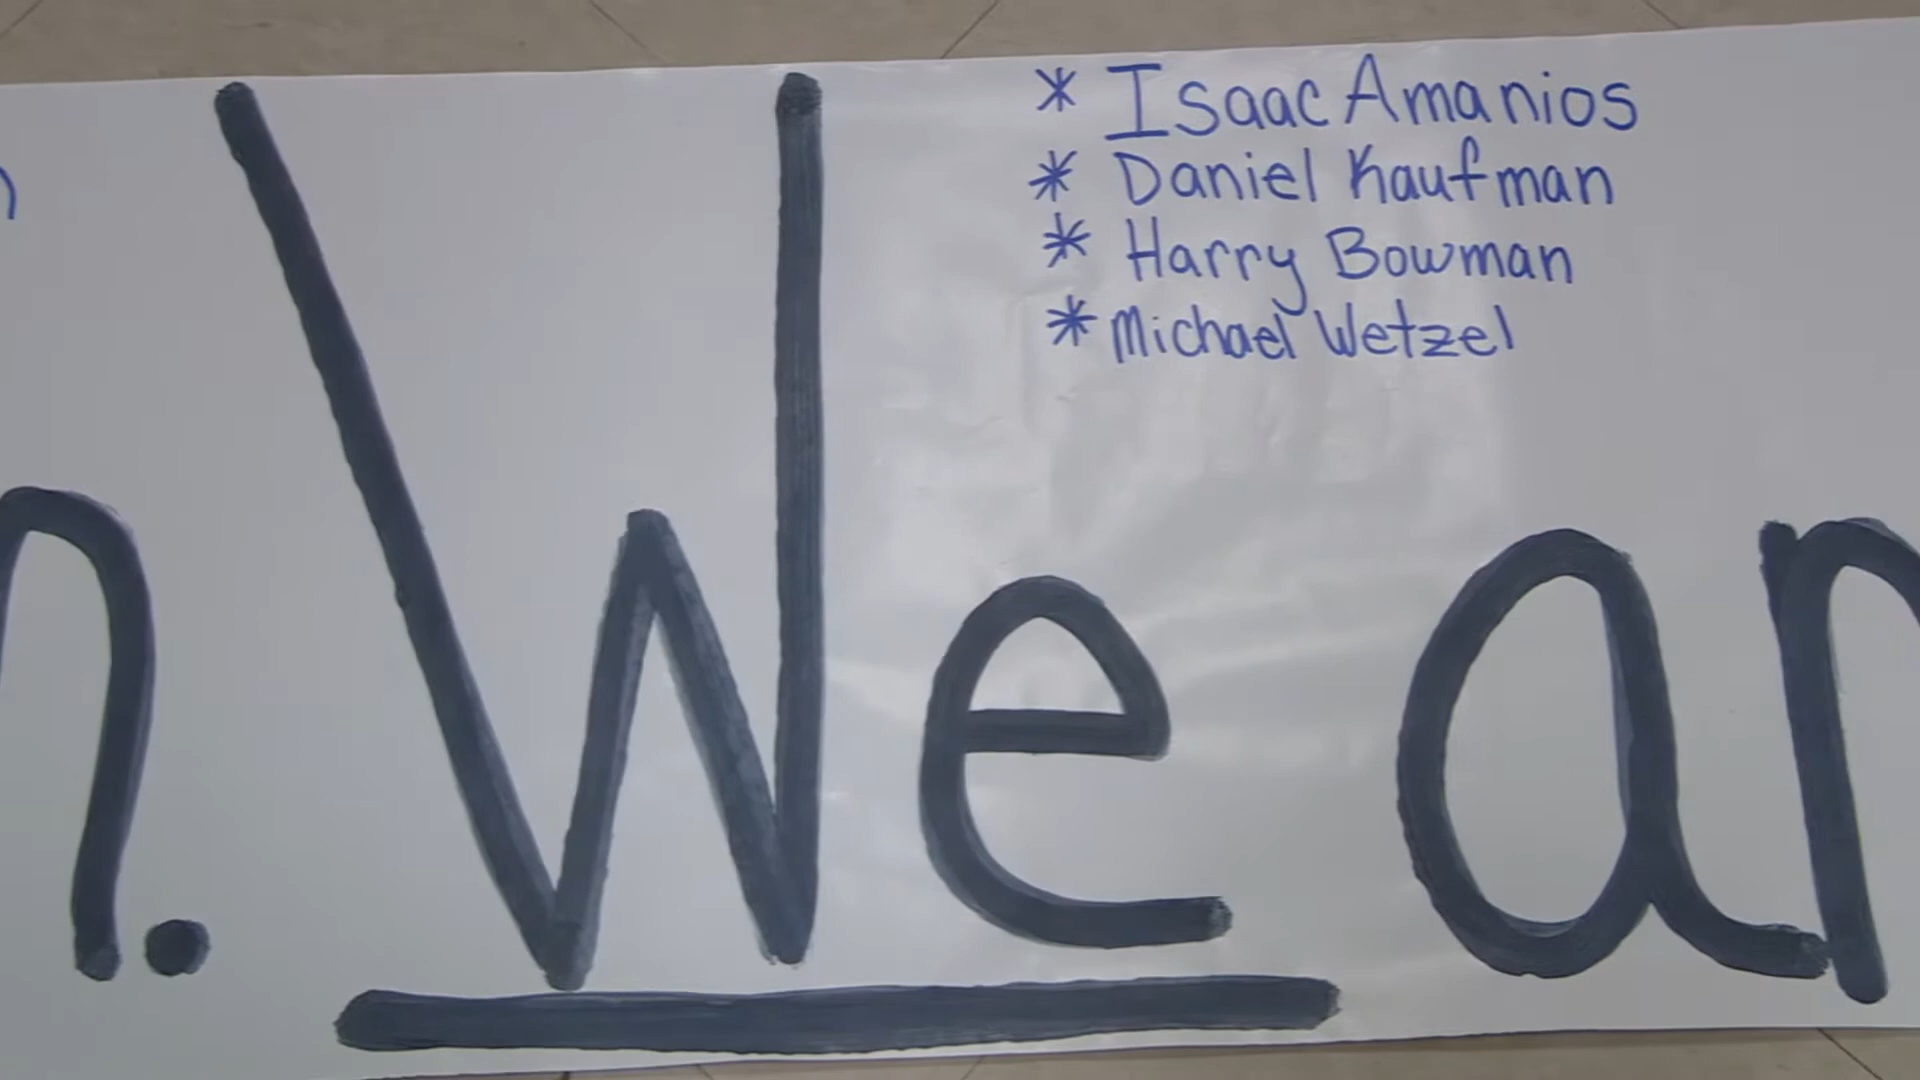 * Isaac Amanios
* Daniel Kaufman
* Harry Bowman
* Michael Wetzel
n. We ar